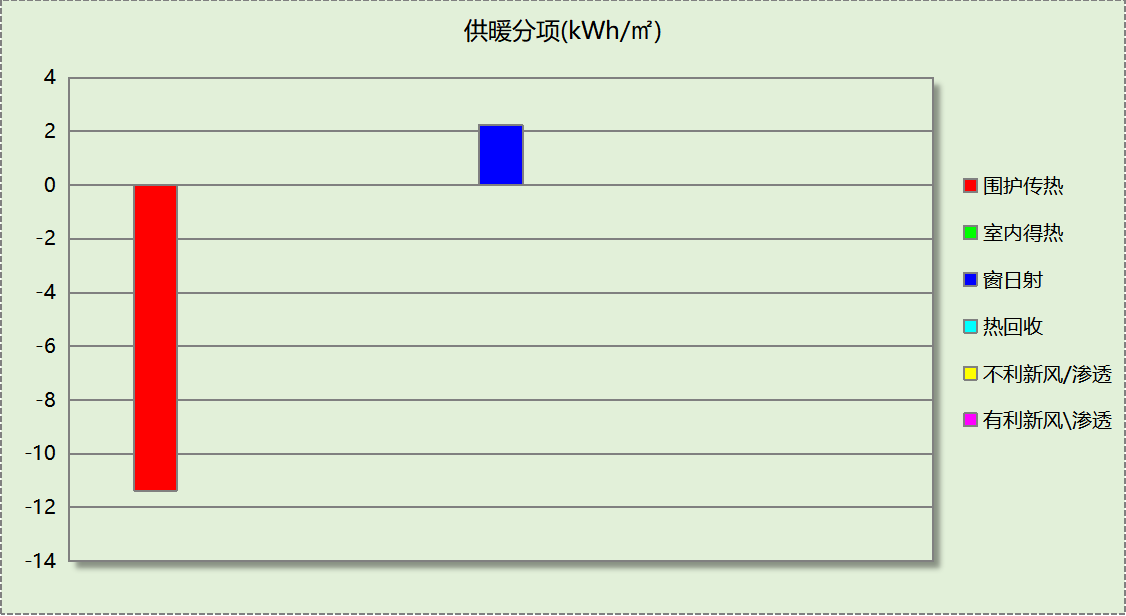 供暖分项(kWh/㎡)
4
2
0
-2
-4
-6
-8
-10
-12
-14
围护传热
室内得热
窗日射
热回收
不利新风/渗透
有利新风\渗透